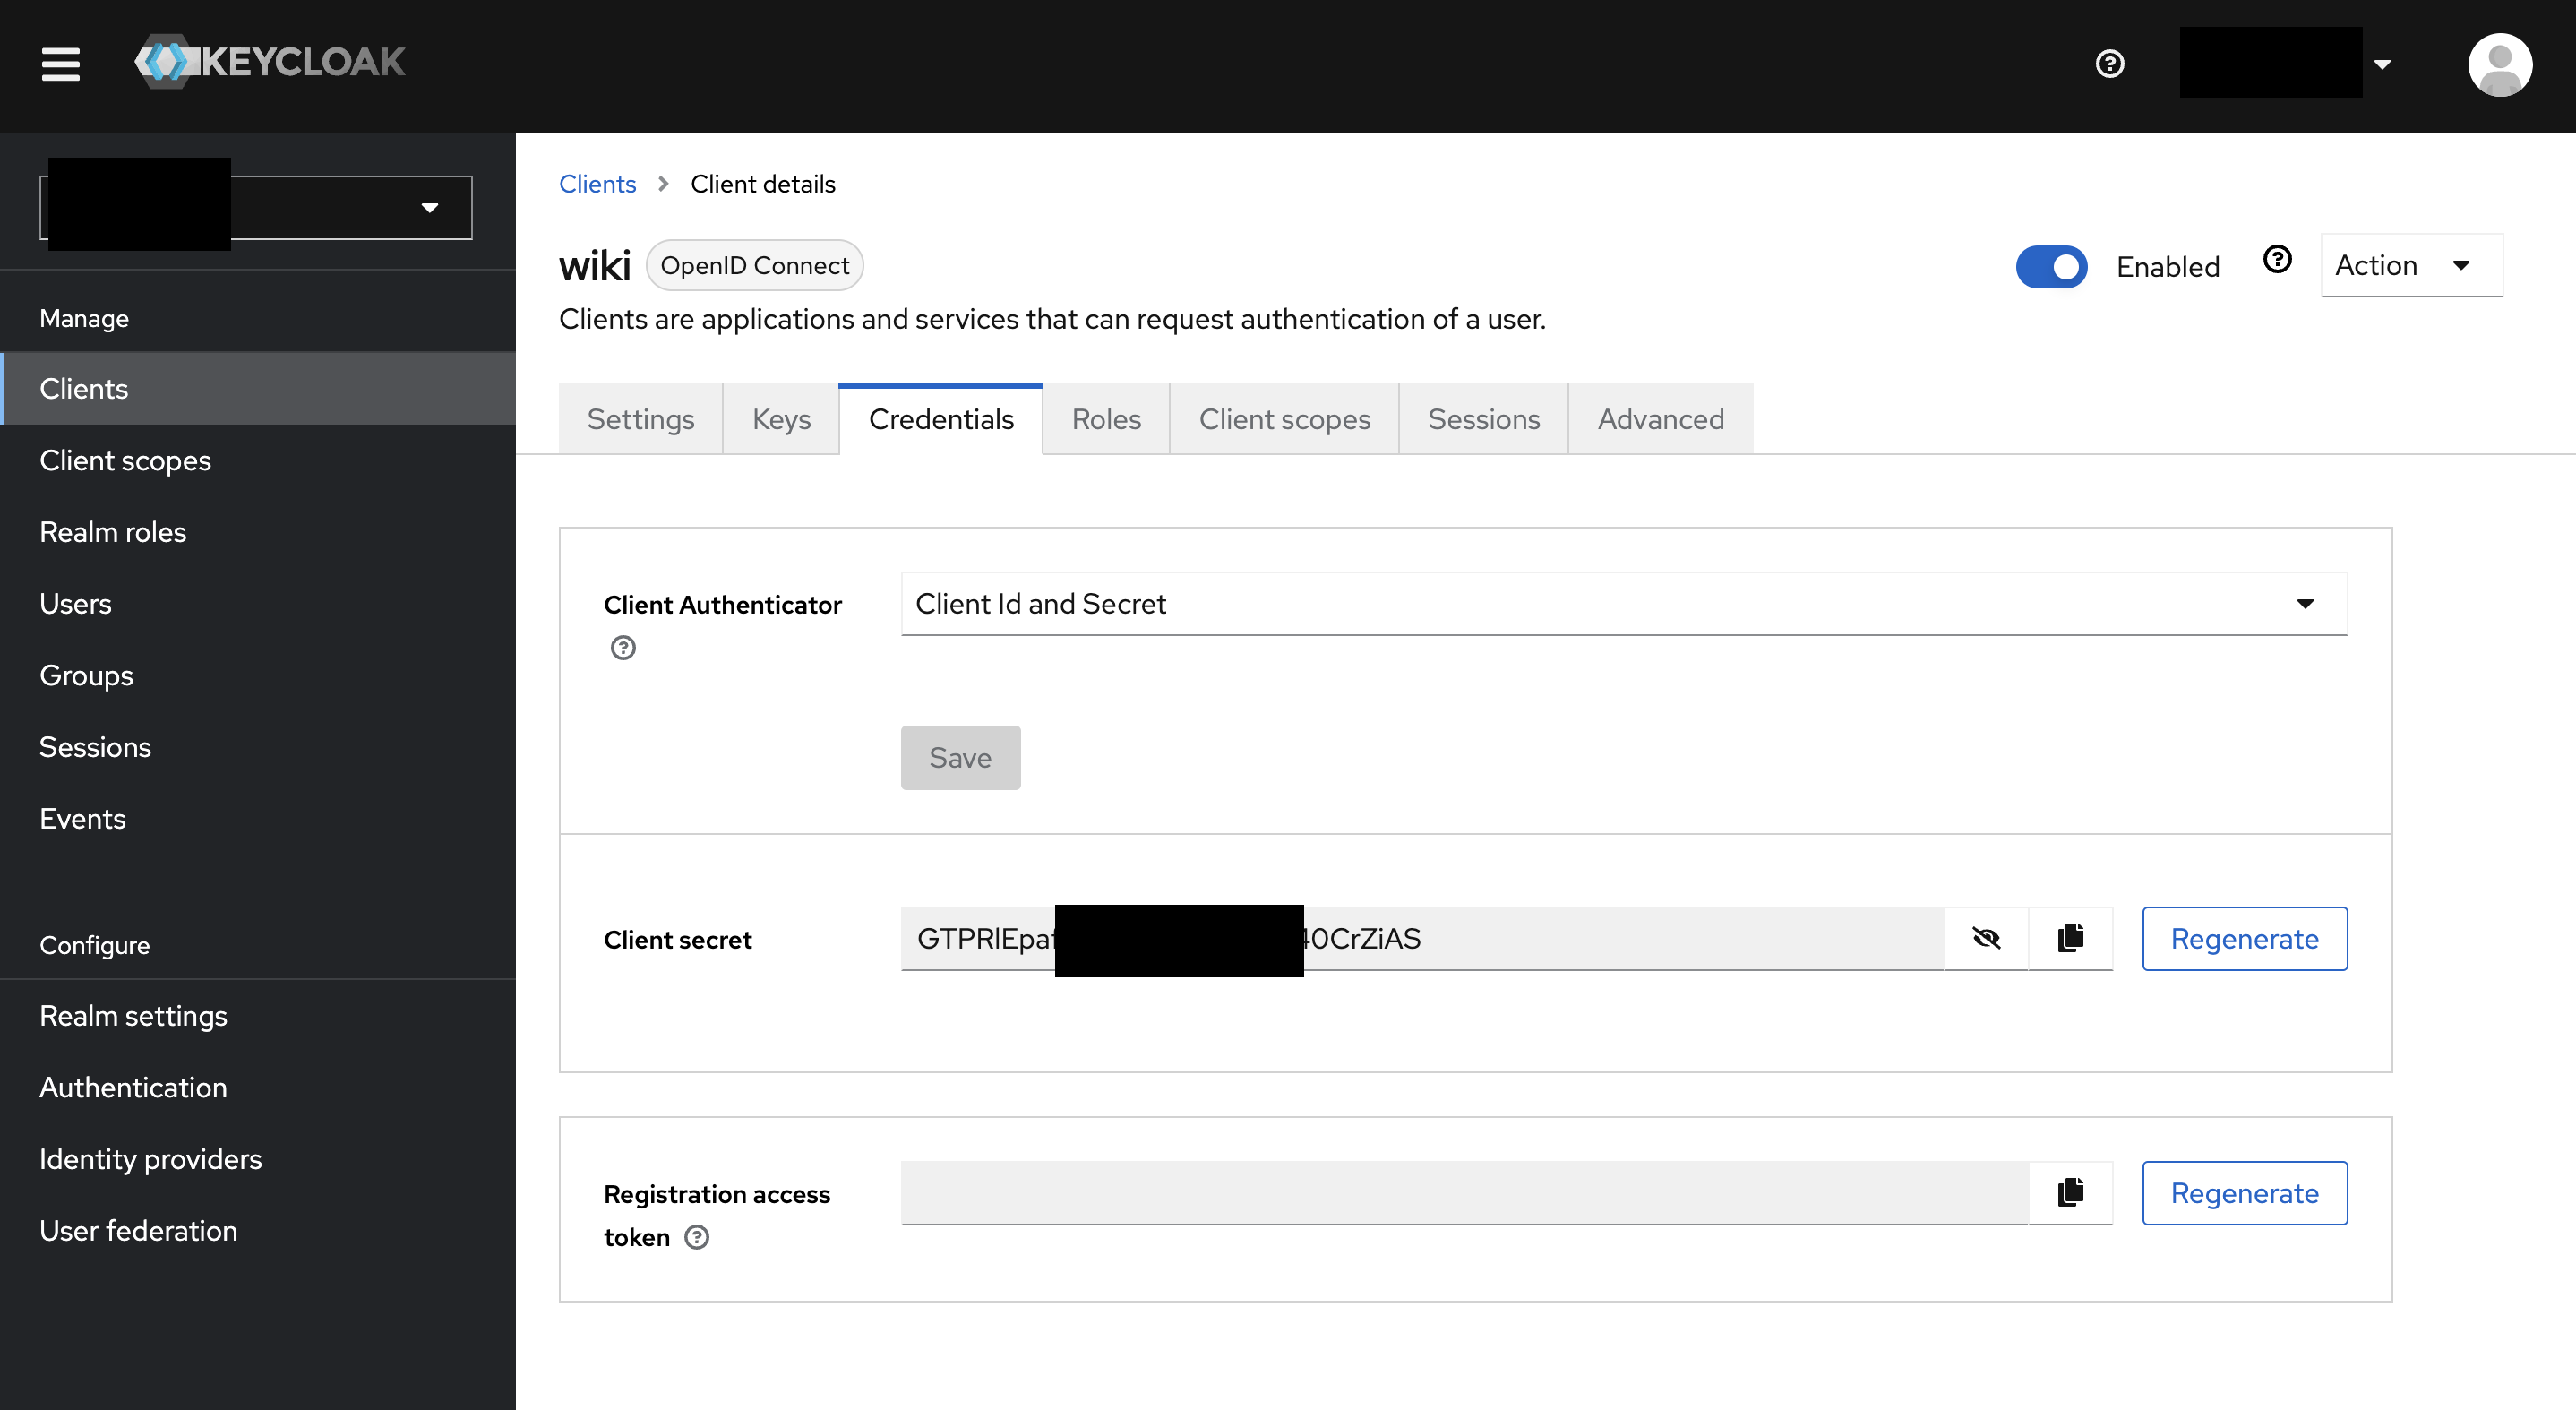 KEYCLOAK
Manage
Clients
Client scopes
Realm roles
Users
Groups
Sessions
Events
Configure
Realm settings
Authentication
Identity providers
User federation
Clients > Client details
wiki OpenID Connect
Enabled
Action
Clients are applications and services that can request authentication of a user.
Settings Keys Credentials Roles Client scopes Sessions Advanced
Client Authenticator
Client Id and Secret
Save
Client secret
Regenerate
Registration access
token
Regenerate